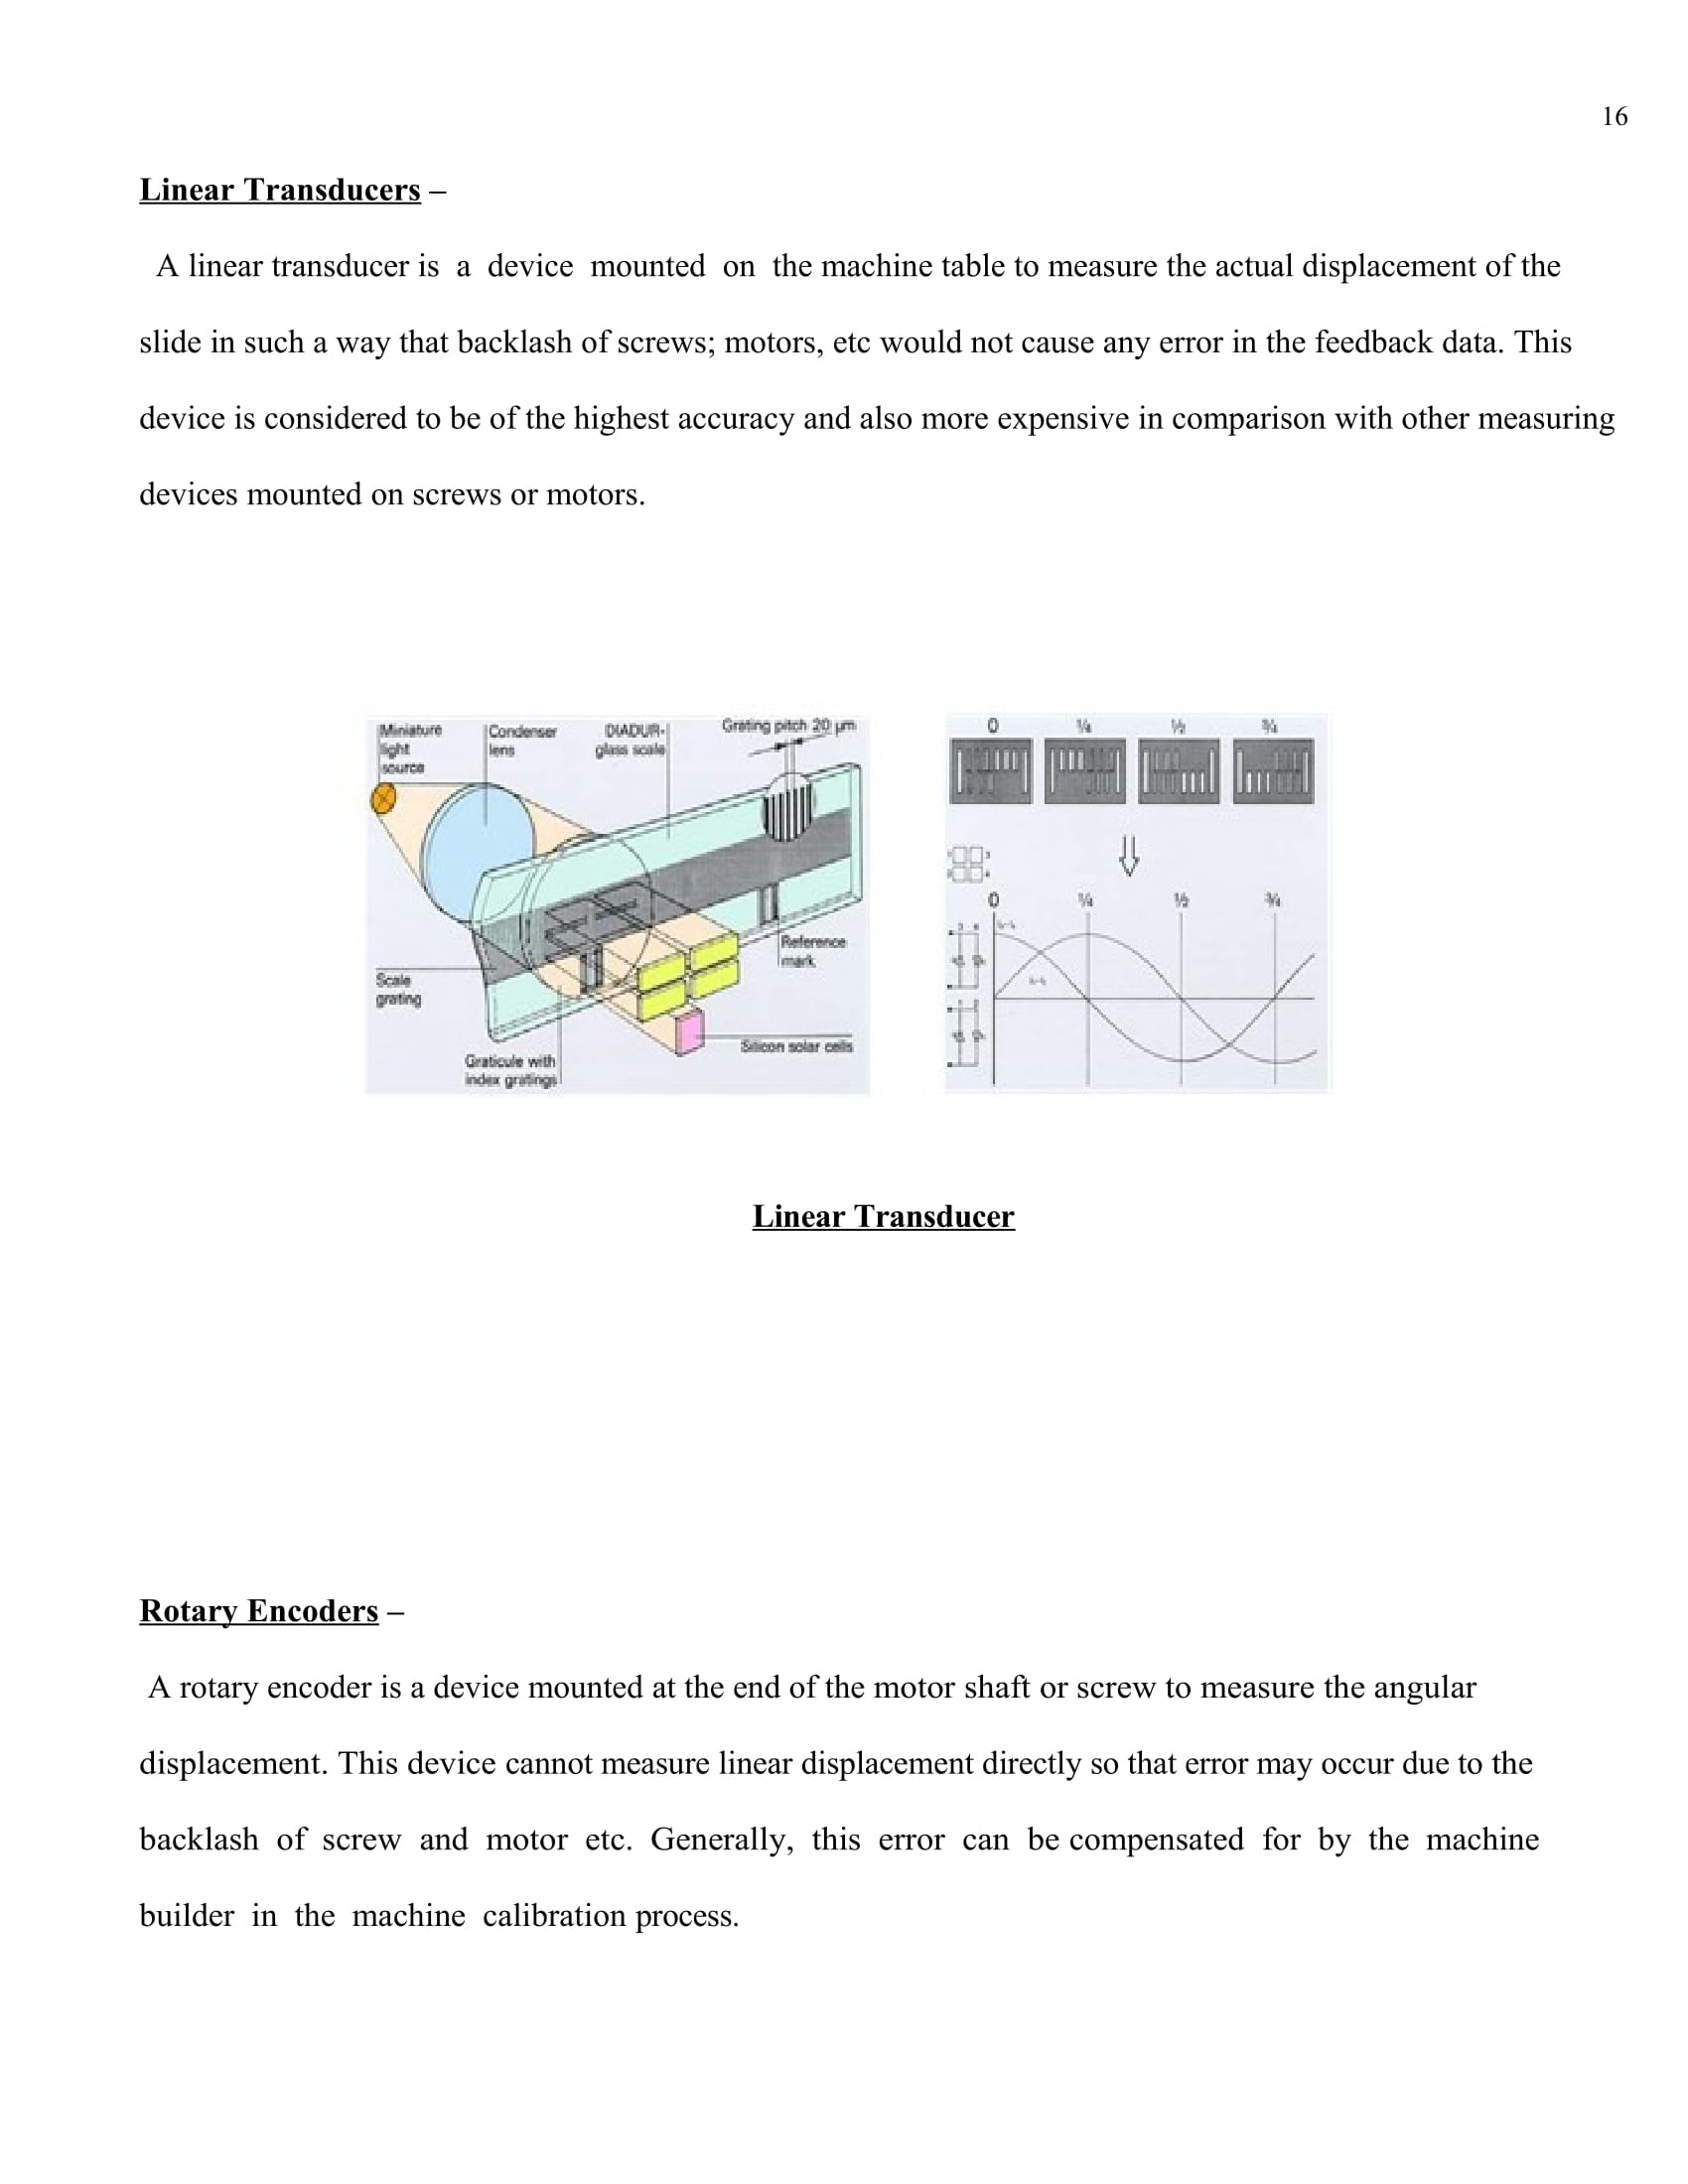 16
Linear Transducers –
A linear transducer is a device mounted on the machine table to measure the actual displacement of the
slide in such a way that backlash of screws; motors, etc would not cause any error in the feedback data. This
device is considered to be of the highest accuracy and also more expensive in comparison with other measuring
devices mounted on screws or motors.
Miniature
light
source
Condenser
lens
DIADUR-
glass scale
Grating pitch 20 µm
Scale
grating
Reference
mark
Silicon solar cells
Graticule with
index gratings
0 ¼ ½ ¾
0 ¼ ½ ¾
Linear Transducer
Rotary Encoders –
A rotary encoder is a device mounted at the end of the motor shaft or screw to measure the angular
displacement. This device cannot measure linear displacement directly so that error may occur due to the
backlash of screw and motor etc. Generally, this error can be compensated for by the machine
builder in the machine calibration process.